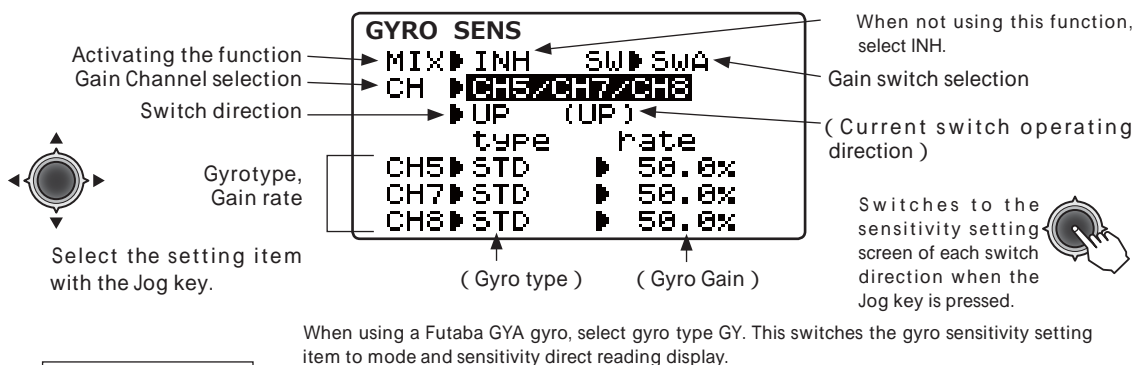 GYRO SENS
MIX INH SW SwA
CH CH5/CH7/CH8
UP (UP)
type rate
CH5 STD 50.0%
CH7 STD 50.0%
CH8 STD 50.0%
Activating the function
Gain Channel selection
Switch direction
Gyrotype,
Gain rate
Select the setting item
with the Jog key.
When not using this function,
select INH.
Gain switch selection
( Current switch operating
direction )
Switches to the
sensitivity setting
screen of each switch
direction when the
Jog key is pressed.
( Gyro type ) ( Gyro Gain )
When using a Futaba GYA gyro, select gyro type GY. This switches the gyro sensitivity setting
item to mode and sensitivity direct reading display.